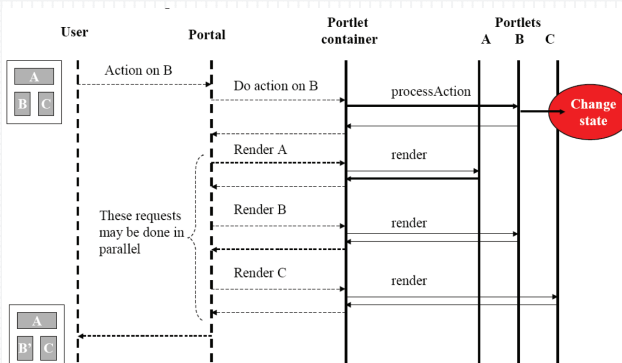 User
Portal
Portlet
container
Portlets
A B C
A
B C
Action on B
Do action on B
processAction
Change
state
Render A
render
These requests
may be done in
parallel
Render B
render
Render C
render
A
B' C